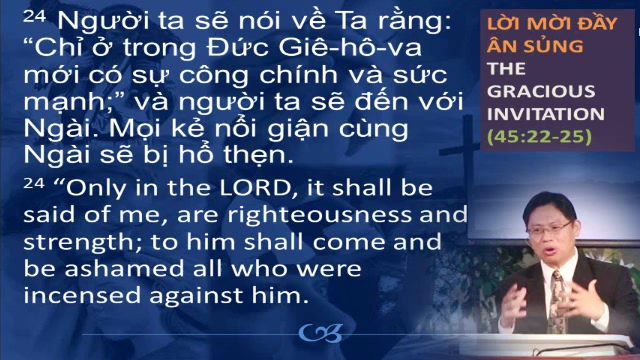 24 Người ta sẽ nói về Ta rằng:
“Chỉ ở trong Đức Giê-hô-va
mới có sự công chính và sức
mạnh;” và người ta sẽ đến với
Ngài. Mọi kẻ nổi giận cùng
Ngài sẽ bị hổ thẹn.
24 “Only in the LORD, it shall be
said of me, are righteousness and
strength; to him shall come and
be ashamed all who were
incensed against him.
LỜI MỜI ĐẦY
ÂN SỦNG
THE
GRACIOUS
INVITATION
(45:22-25)